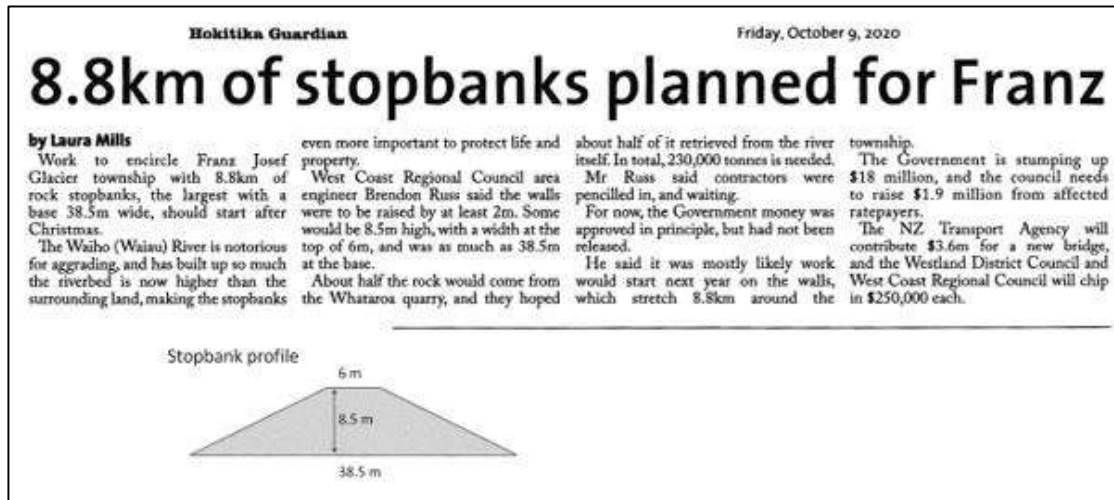 Hokitika Guardian
Friday, October 9, 2020
8.8km of stopbanks planned for Franz
by Laura Mills
Work to encircle Franz Josef
Glacier township with 8.8km of
rock stopbanks, the largest with a
base 38.5m wide, should start after
Christmas.
The Waiho (Waiau) River is notorious
for aggrading, and has built up so much
the riverbed is now higher than the
surrounding land, making the stopbanks
even more important to protect life and
property.
West Coast Regional Council area
engineer Brendon Russ said the walls
were to be raised by at least 2m. Some
would be 8.5m high, with a width at the
top of 6m, and was as much as 38.5m
at the base.
About half the rock would come from
the Whataroa quarry, and they hoped
about half of it retrieved from the river
itself. In total, 230,000 tonnes is needed.
Mr Russ said contractors were
pencilled in, and waiting.
For now, the Government money was
approved in principle, but had not been
released.
He said it was mostly likely work
would start next year on the walls,
which stretch 8.8km around the
township.
The Government is stumping up
$18 million, and the council needs
to raise $1.9 million from affected
ratepayers.
The NZ Transport Agency will
contribute $3.6m for a new bridge,
and the Westland District Council and
West Coast Regional Council will chip
in $250,000 each.
Stopbank profile
6 m
8.5 m
38.5 m